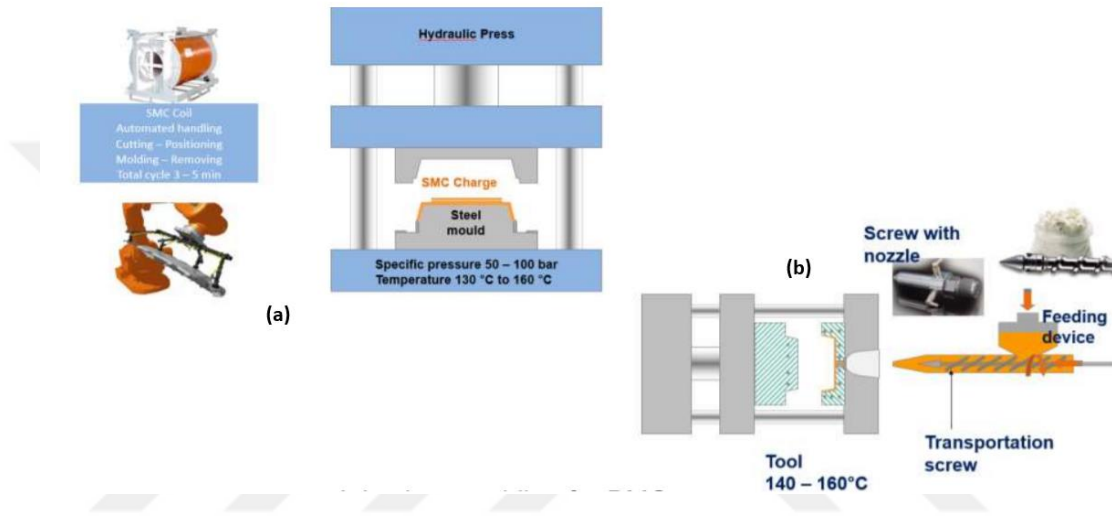 SMC Coil
Automated handling
Cutting – Positioning
Molding – Removing
Total cycle 3 – 5 min
Hydraulic Press
SMC Charge
Steel
mould
Specific pressure 50 – 100 bar
Temperature 130 °C to 160 °C
(a)
(b)
Screw with
nozzle
Feeding
device
Transportation
screw
Tool
140 – 160°C